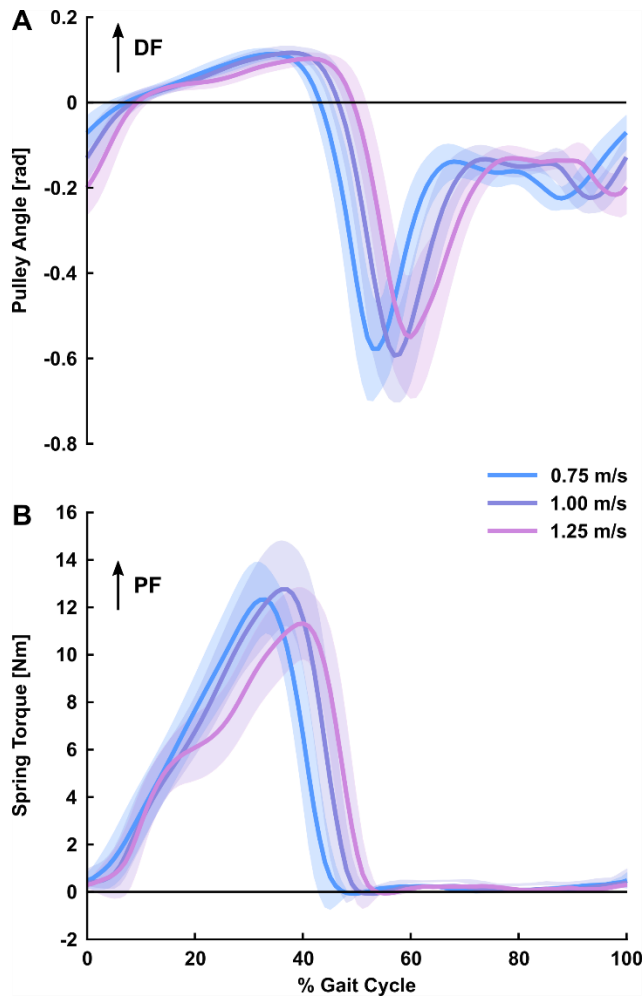 A
DF
Pulley Angle [rad]
0.2
0
-0.2
-0.4
-0.6
-0.8
0.75 m/s
1.00 m/s
1.25 m/s
B
PF
Spring Torque [Nm]
16
14
12
10
8
6
4
2
0
-2
0 20 40 60 80 100
% Gait Cycle